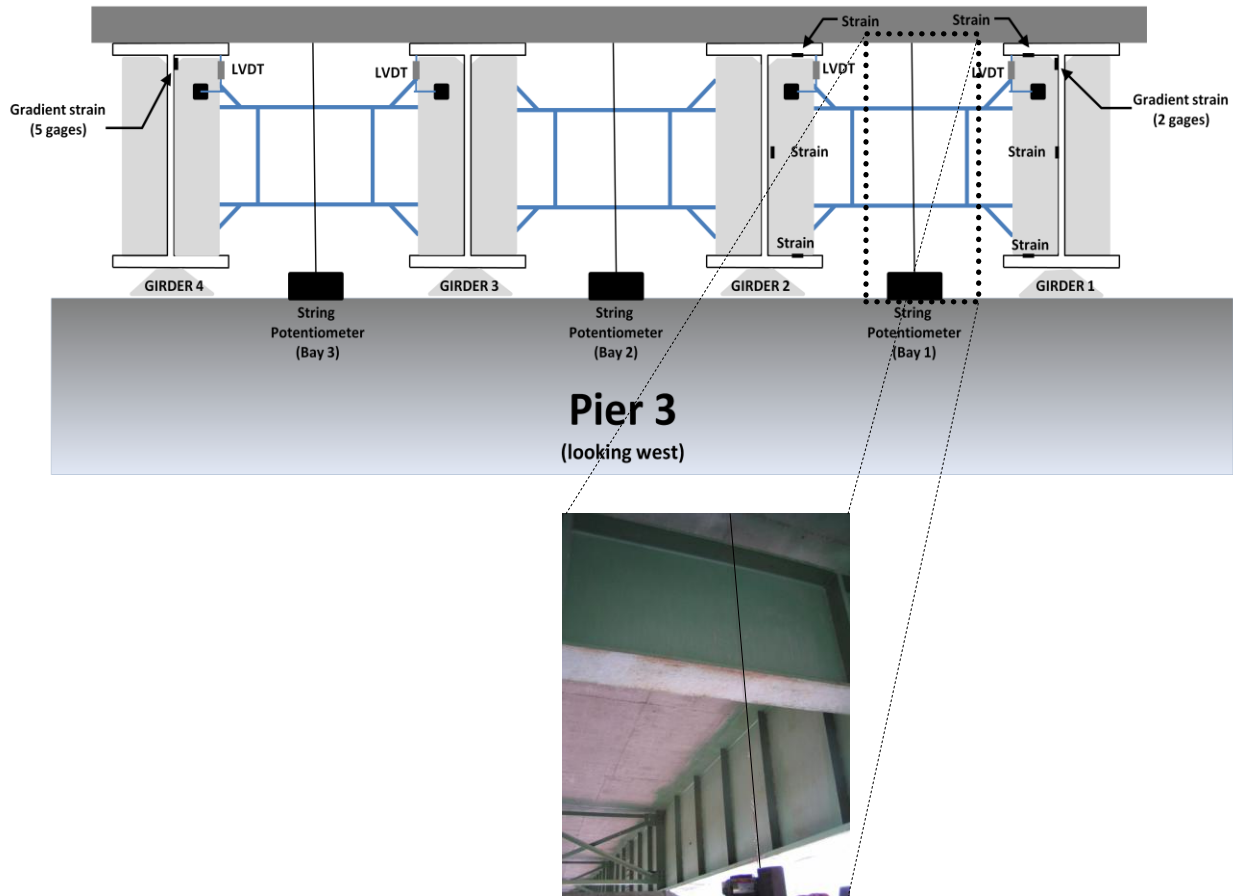 Strain
Strain
LVDT
LVDT
LVDT
LVDT
Gradient strain
(5 gages)
Gradient strain
(2 gages)
Strain
Strain
Strain
Strain
GIRDER 4
GIRDER 3
GIRDER 2
GIRDER 1
String
Potentiometer
(Bay 3)
String
Potentiometer
(Bay 2)
String
Potentiometer
(Bay 1)
Pier 3
(looking west)